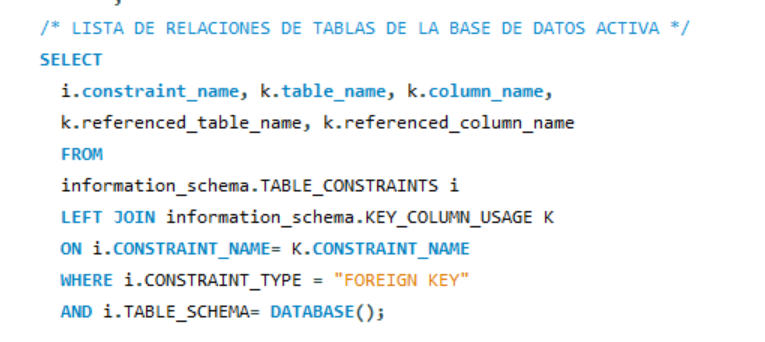 /* LISTA DE RELACIONES DE TABLAS DE LA BASE DE DATOS ACTIVA */
SELECT
i.constraint_name, k.table_name, k.column_name,
k.referenced_table_name, k.referenced_column_name
FROM
information_schema.TABLE_CONSTRAINTS i
LEFT JOIN information_schema.KEY_COLUMN_USAGE K
ON i.CONSTRAINT_NAME= K.CONSTRAINT_NAME
WHERE i.CONSTRAINT_TYPE = "FOREIGN KEY"
AND i.TABLE_SCHEMA= DATABASE();